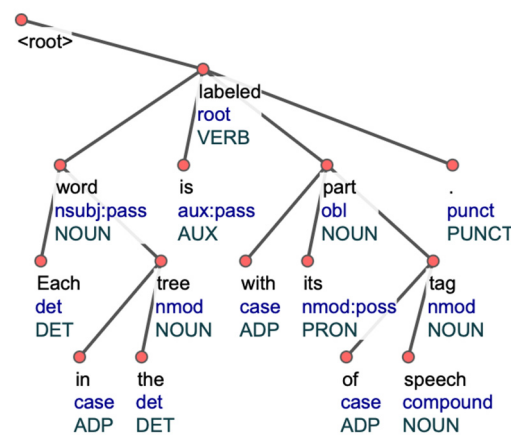 <root>
labeled
root
VERB
word
nsubj:pass
NOUN
is
aux:pass
AUX
part
obl
NOUN
.
punct
PUNCT
Each
det
DET
tree
nmod
NOUN
with
case
ADP
its
nmod:poss
PRON
tag
nmod
NOUN
in
case
ADP
the
det
DET
of
case
ADP
speech
compound
NOUN